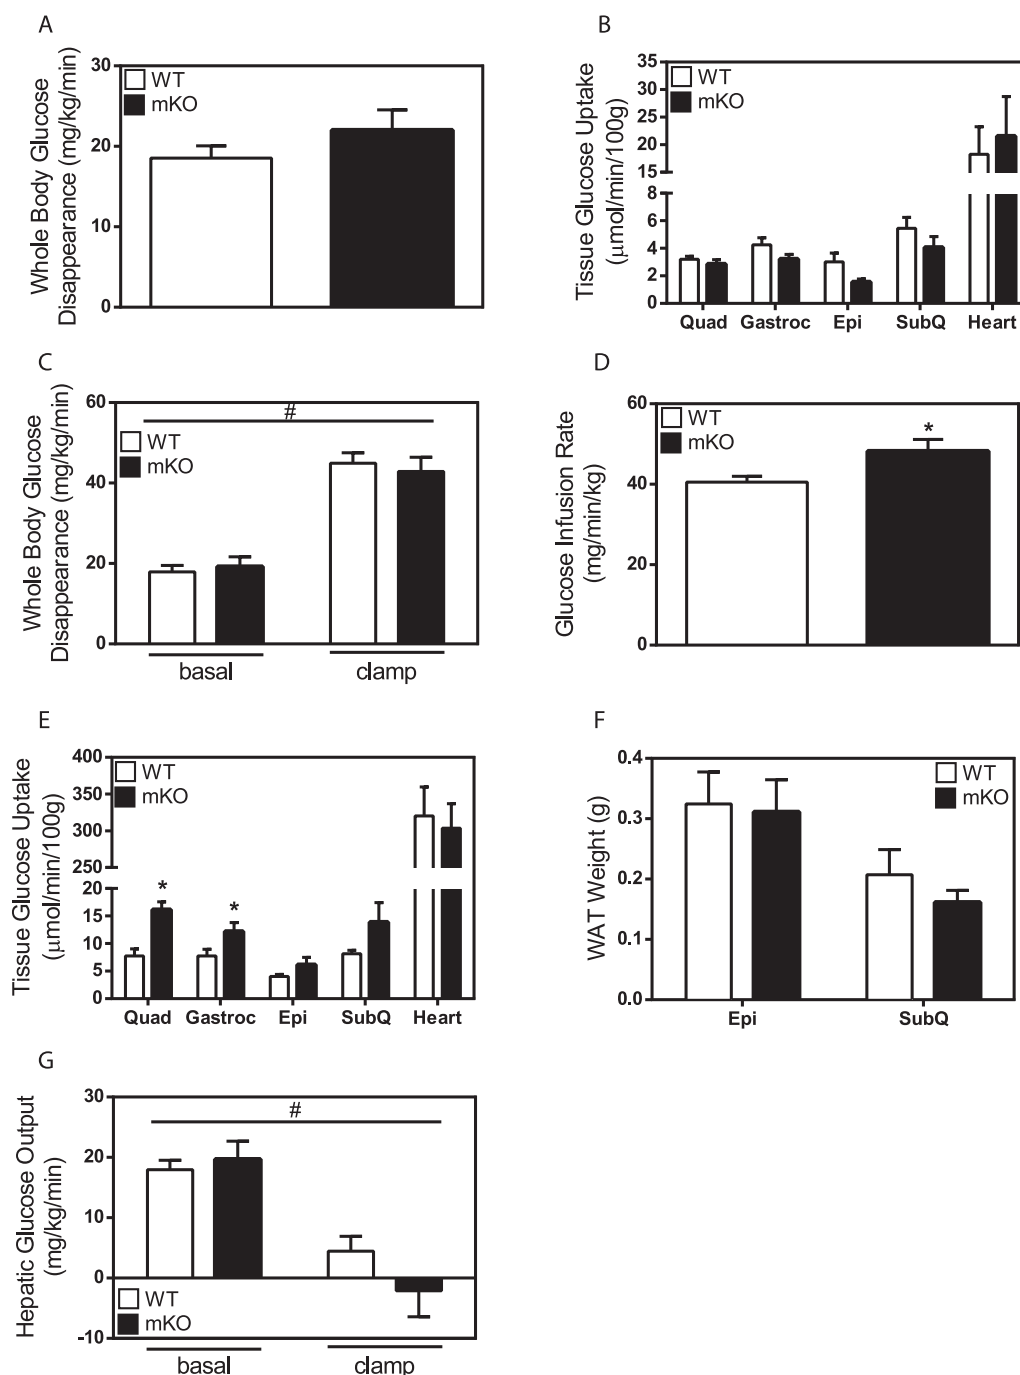 A
Whole Body Glucose
Disappearance (mg/kg/min)
30
20
10
0
WT
mKO
B
Tissue Glucose Uptake
(μmol/min/100g)
35
30
25
20
15
8
6
4
2
0
WT
mKO
Quad Gastroc Epi SubQ Heart
C
Whole Body Glucose
Disappearance (mg/kg/min)
60
40
20
0
#
WT
mKO
basal clamp
D
Glucose Infusion Rate
(mg/min/kg)
60
40
20
0
WT
mKO
*
E
Tissue Glucose Uptake
(μmol/min/100g)
400
350
300
250
20
15
10
5
0
WT
mKO
* *
Quad Gastroc Epi SubQ Heart
F
WAT Weight (g)
0.4
0.3
0.2
0.1
0.0
WT
mKO
Epi SubQ
G
Hepatic Glucose Output
(mg/kg/min)
30
20
10
0
-10
#
WT
mKO
basal clamp